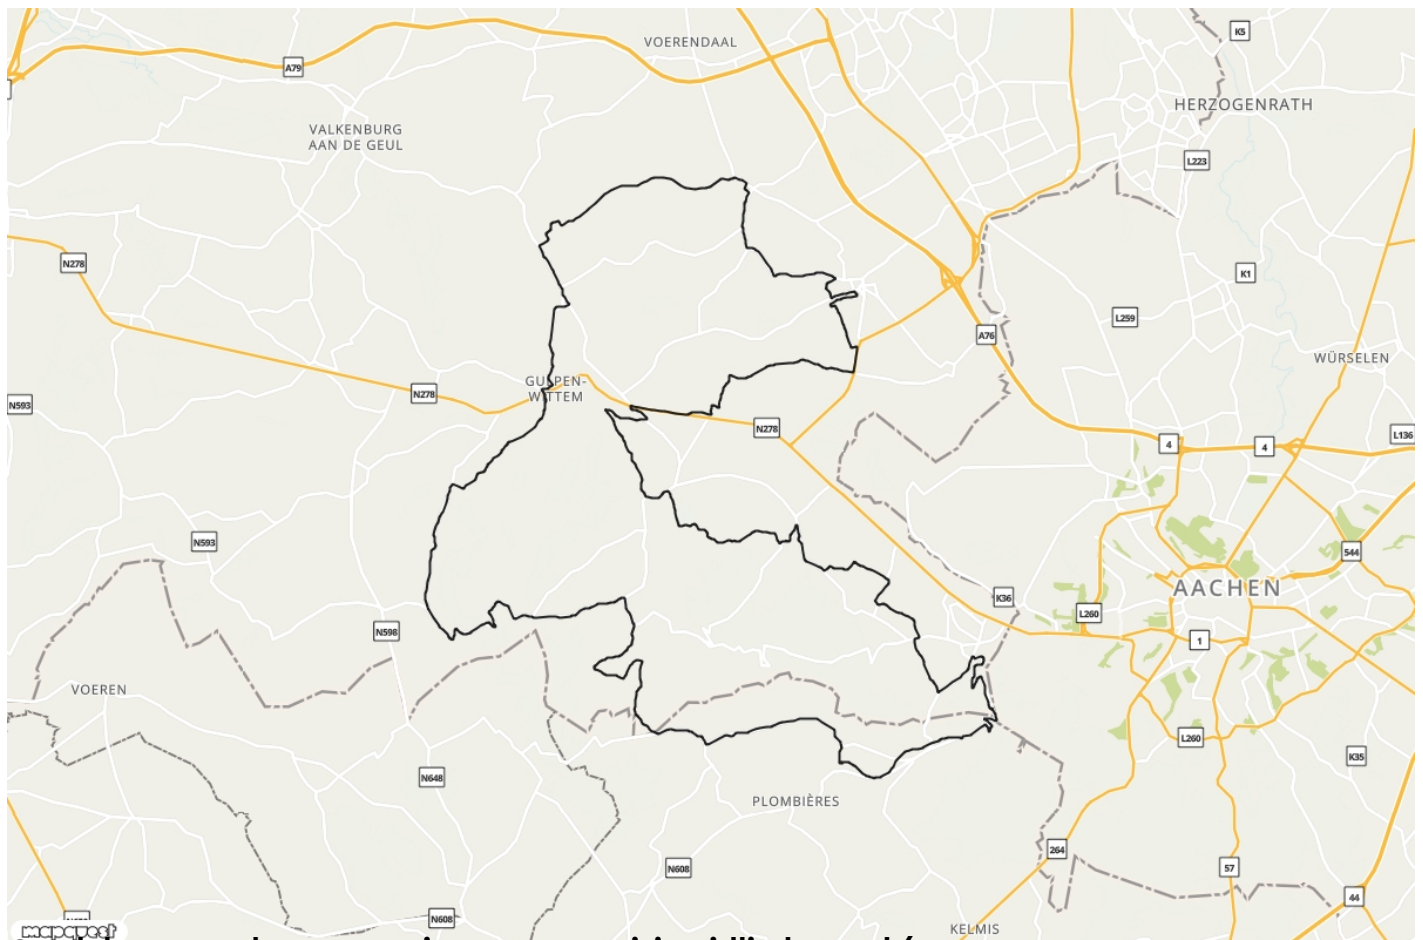 K5
VOERENDAAL
A79
HERZOGENRATH
VALKENBURG
AAN DE GEUL
L223
N278
K1
L259
A76
WÜRSELEN
GULPEN-
WITTEM
N278
N593
N278
L136
4
4
N593
544
AACHEN
K36
L260
N598
1
VOEREN
L260
K35
N648
PLOMBIÈRES
264
N608
57
44
N608
KELMIS
mapquest